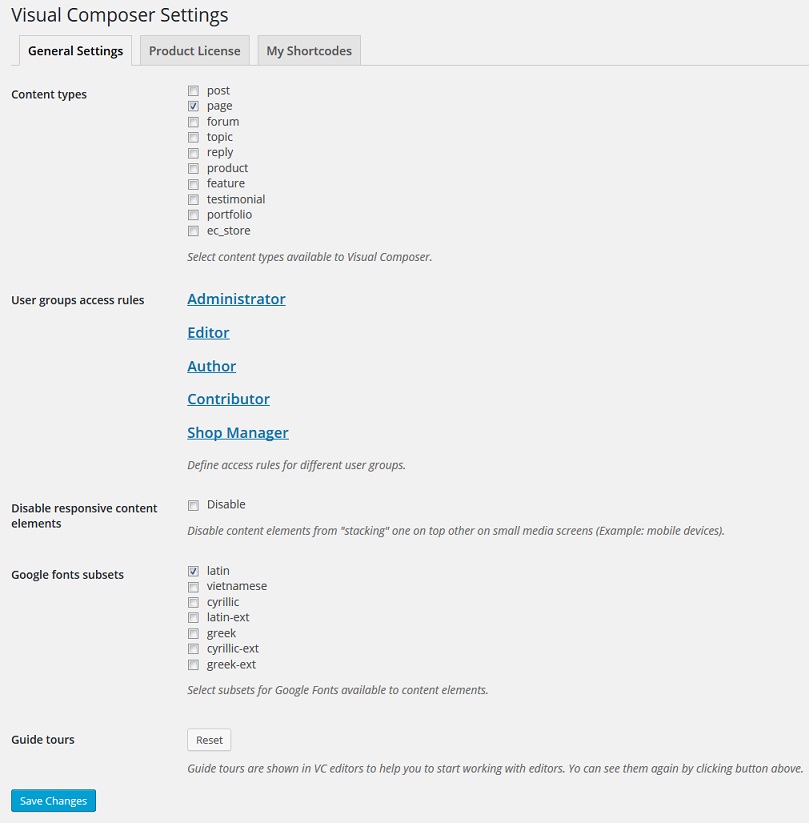 Visual Composer Settings
General Settings
Product License
My Shortcodes
Content types
post
page
forum
topic
reply
product
feature
testimonial
portfolio
ec_store
Select content types available to Visual Composer.
User groups access rules
Administrator
Editor
Author
Contributor
Shop Manager
Define access rules for different user groups.
Disable responsive content
elements
Disable
Disable content elements from "stacking" one on top other on small media screens (Example: mobile devices).
Google fonts subsets
latin
vietnamese
cyrillic
latin-ext
greek
cyrillic-ext
greek-ext
Select subsets for Google Fonts available to content elements.
Guide tours
Reset
Guide tours are shown in VC editors to help you to start working with editors. Yo can see them again by clicking button above.
Save Changes